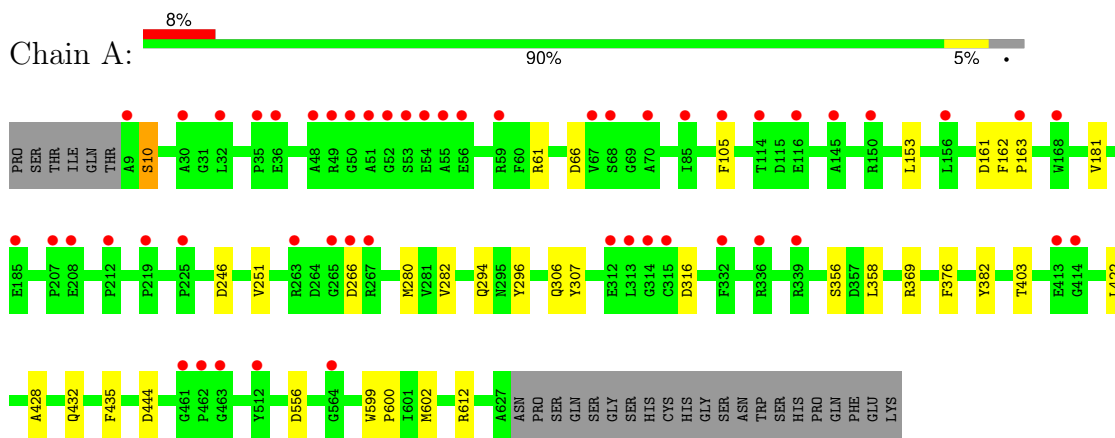 8%
Chain A:
90% 5% •
PRO SER THR ILE GLN THR A9 S10 A30 G31 L32 P35 E36 A48 R49 G50 A51 G52 S53 E54 A55 E56 R59 F60 R61 D66 V67 S68 G69 A70 I85 F105 T114 D115 E116 A145 R150 L153 L156 D161 F162 P163 W168 V181
E185 P207 E208 P212 P219 P225 D246 V251 R263 D264 G265 D266 R267 M280 V281 V282 Q294 N295 Y296 Q306 Y307 E312 L313 G314 C315 D316 F332 R336 R339 S356 D357 L358 R369 F376 Y382 T403 E413 G414
A428 Q432 F435 D444 G461 P462 G463 Y512 D556 G564 W599 P600 I601 M602 R612 A627 ASN PRO SER GLN SER GLY SER HIS CYS HIS GLY SER ASN TRP SER HIS PRO GLN PHE GLU LYS